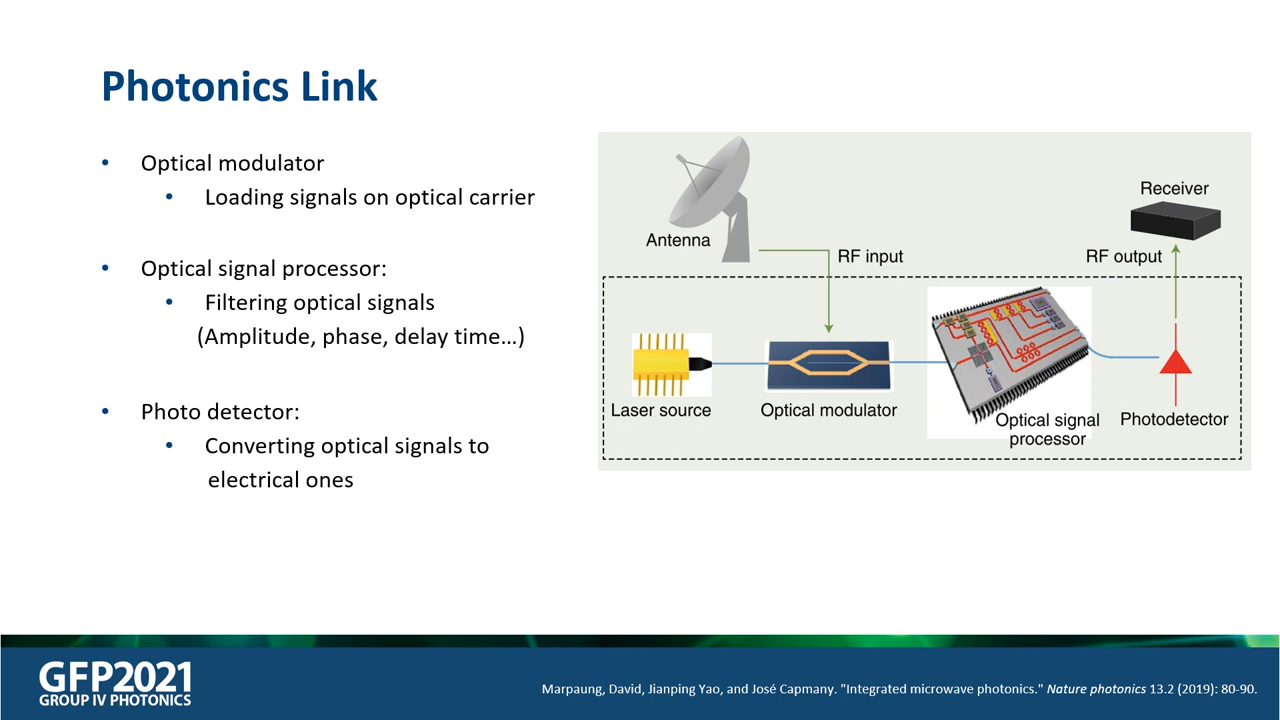 Photonics Link
• Optical modulator
• Loading signals on optical carrier
• Optical signal processor:
• Filtering optical signals
(Amplitude, phase, delay time…)
• Photo detector:
• Converting optical signals to
electrical ones
Antenna
RF input
RF output
Receiver
Laser source
Optical modulator
Optical signal
processor
Photodetector
GFP2021
GROUP IV PHOTONICS
Marpaung, David, Jianping Yao, and José Capmany. "Integrated microwave photonics." Nature photonics 13.2 (2019): 80-90.